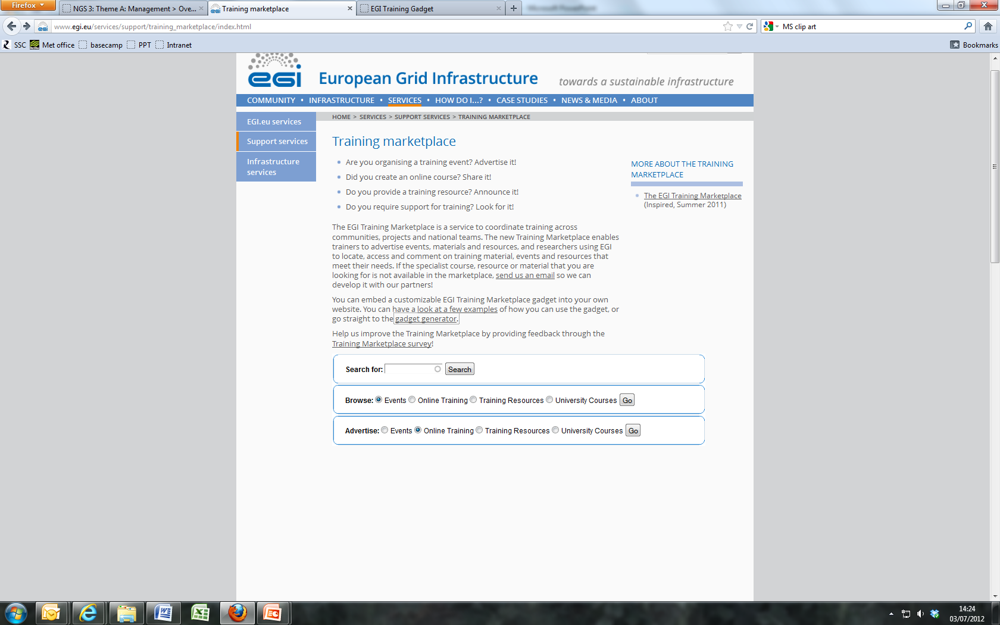 Firefox
NGS 3: Theme A: Management > Ove...
Training marketplace
EGI Training Gadget
Microsoft PowerPoint
www.egi.eu/services/support/training_marketplace/index.html
MS clip art
SSC
Met office
basecamp
PPT
Intranet
Bookmarks
egi
European Grid Infrastructure
towards a sustainable infrastructure
COMMUNITY • INFRASTRUCTURE • SERVICES • HOW DO I...? • CASE STUDIES • NEWS & MEDIA • ABOUT
EGI.eu services
Support services
Infrastructure
services
HOME > SERVICES > SUPPORT SERVICES > TRAINING MARKETPLACE
Training marketplace
Are you organising a training event? Advertise it!
Did you create an online course? Share it!
Do you provide a training resource? Announce it!
Do you require support for training? Look for it!
MORE ABOUT THE TRAINING
MARKETPLACE
The EGI Training Marketplace
(Inspired, Summer 2011)
The EGI Training Marketplace is a service to coordinate training across
communities, projects and national teams. The new Training Marketplace enables
trainers to advertise events, materials and resources, and researchers using EGI
to locate, access and comment on training material, events and resources that
meet their needs. If the specialist course, resource or material that you are
looking for is not available in the marketplace, send us an email so we can
develop it with our partners!
You can embed a customizable EGI Training Marketplace gadget into your own
website. You can have a look at a few examples of how you can use the gadget, or
go straight to the gadget generator.
Help us improve the Training Marketplace by providing feedback through the
Training Marketplace survey!
Search for: Search
Browse: Events Online Training Training Resources University Courses Go
Advertise: Events Online Training Training Resources University Courses Go
14:24
03/07/2012